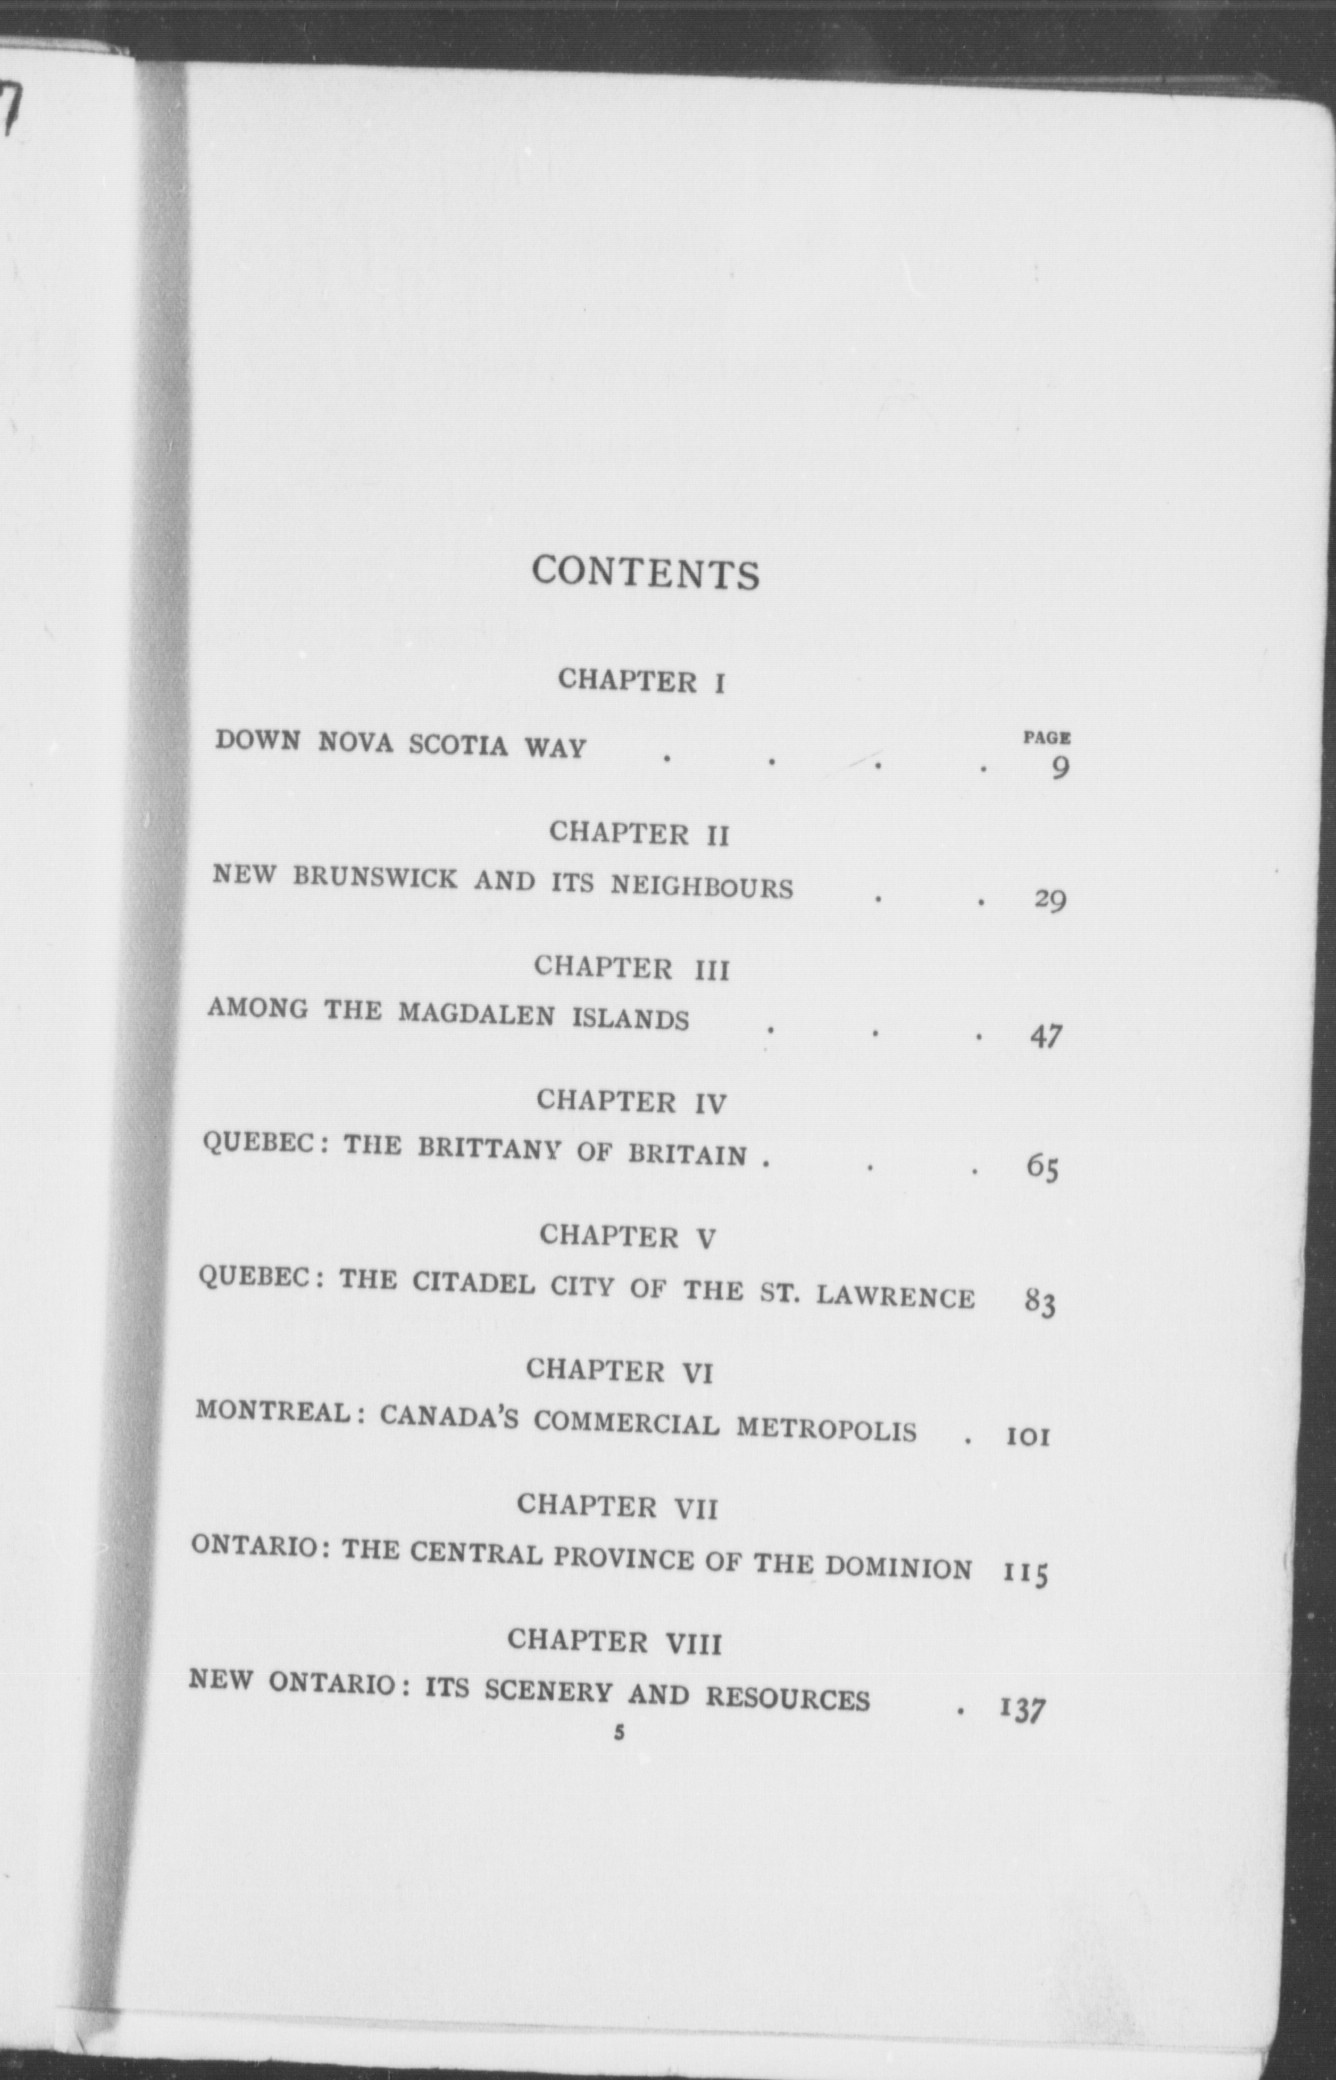 7
CONTENTS
CHAPTER I
PAGE
DOWN NOVA SCOTIA WAY . . . . 9
CHAPTER II
NEW BRUNSWICK AND ITS NEIGHBOURS . . 29
CHAPTER III
AMONG THE MAGDALEN ISLANDS . . . 47
CHAPTER IV
QUEBEC: THE BRITTANY OF BRITAIN . . . 65
CHAPTER V
QUEBEC: THE CITADEL CITY OF THE ST. LAWRENCE 83
CHAPTER VI
MONTREAL: CANADA'S COMMERCIAL METROPOLIS . 101
CHAPTER VII
ONTARIO: THE CENTRAL PROVINCE OF THE DOMINION 115
CHAPTER VIII
NEW ONTARIO: ITS SCENERY AND RESOURCES . 137
5